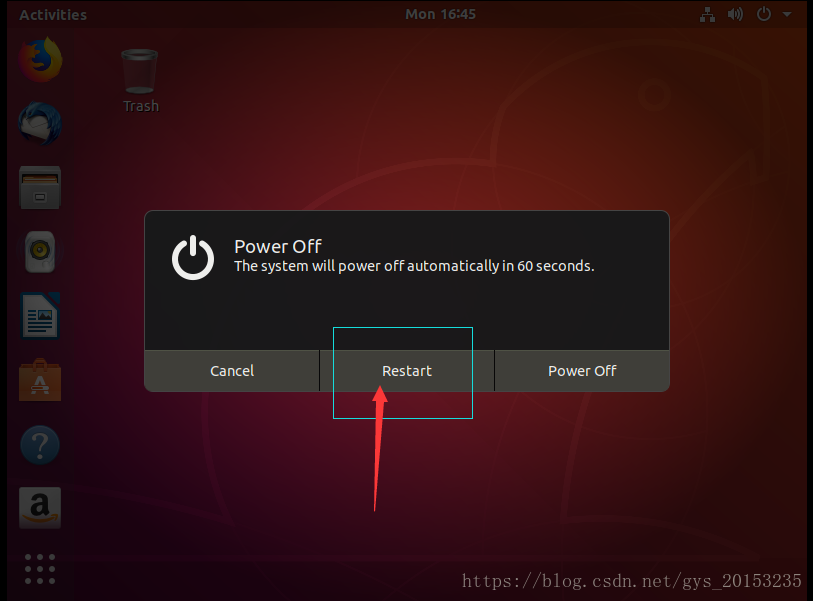 Activities
Mon 16:45
Trash
Power Off
The system will power off automatically in 60 seconds.
Cancel
Restart
Power Off
https://blog.csdn.net/gys_20153235